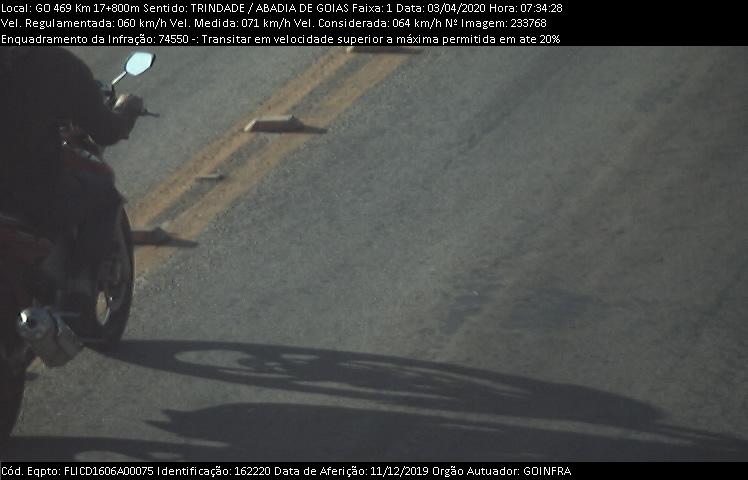 Local: GO 469 Km 17+800m Sentido: TRINDADE / ABADIA DE GOIAS Faixa: 1 Data: 03/04/2020 Hora: 07:34:28
Vel. Regulamentada: 060 km/h Vel. Medida: 071 km/h Vel. Considerada: 064 km/h Nº Imagem: 233768
Enquadramento da Infração: 74550 -: Transitar em velocidade superior a máxima permitida em ate 20%
Cód. Eqpto: FLICD1606A00075 Identificação: 162220 Data de Aferição: 11/12/2019 Orgão Autuador: GOINFRA